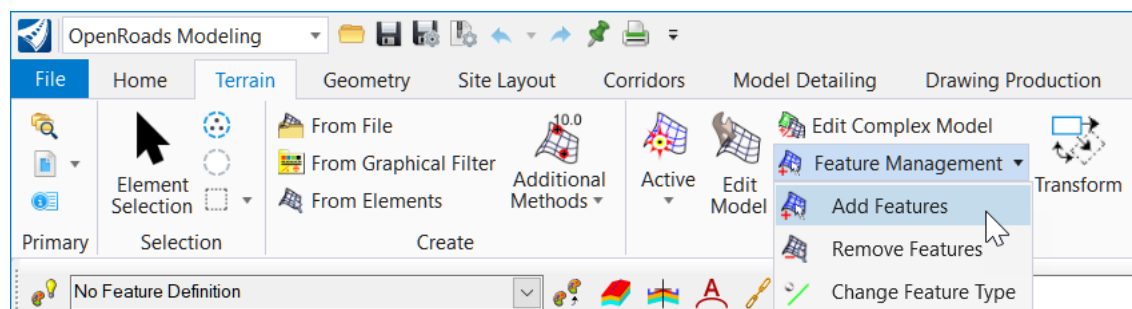 OpenRoads Modeling
File Home Terrain Geometry Site Layout Corridors Model Detailing Drawing Production
From File
From Graphical Filter
From Elements
Element
Selection
10.0
Additional
Methods
Active
Edit
Model
Edit Complex Model
Feature Management
Transform
Add Features
Remove Features
Change Feature Type
Primary Selection Create
No Feature Definition